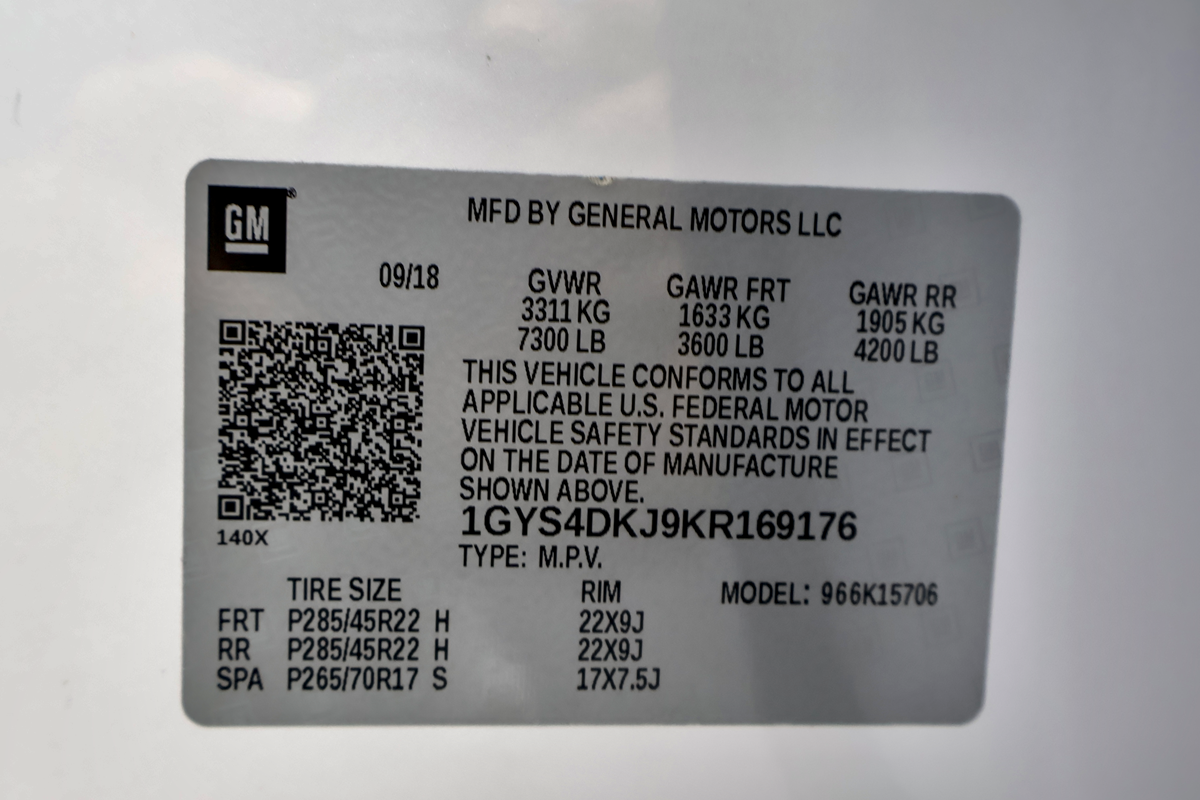 GM®
MFD BY GENERAL MOTORS LLC
09/18
GVWR GAWR FRT GAWR RR
3311 KG 1633 KG 1905 KG
7300 LB 3600 LB 4200 LB
THIS VEHICLE CONFORMS TO ALL
APPLICABLE U.S. FEDERAL MOTOR
VEHICLE SAFETY STANDARDS IN EFFECT
ON THE DATE OF MANUFACTURE
SHOWN ABOVE.
1GYS4DKJ9KR169176
140X
TYPE: M.P.V.
TIRE SIZE RIM MODEL: 966K15706
FRT P285/45R22 H 22X9J
RR P285/45R22 H 22X9J
SPA P265/70R17 S 17X7.5J